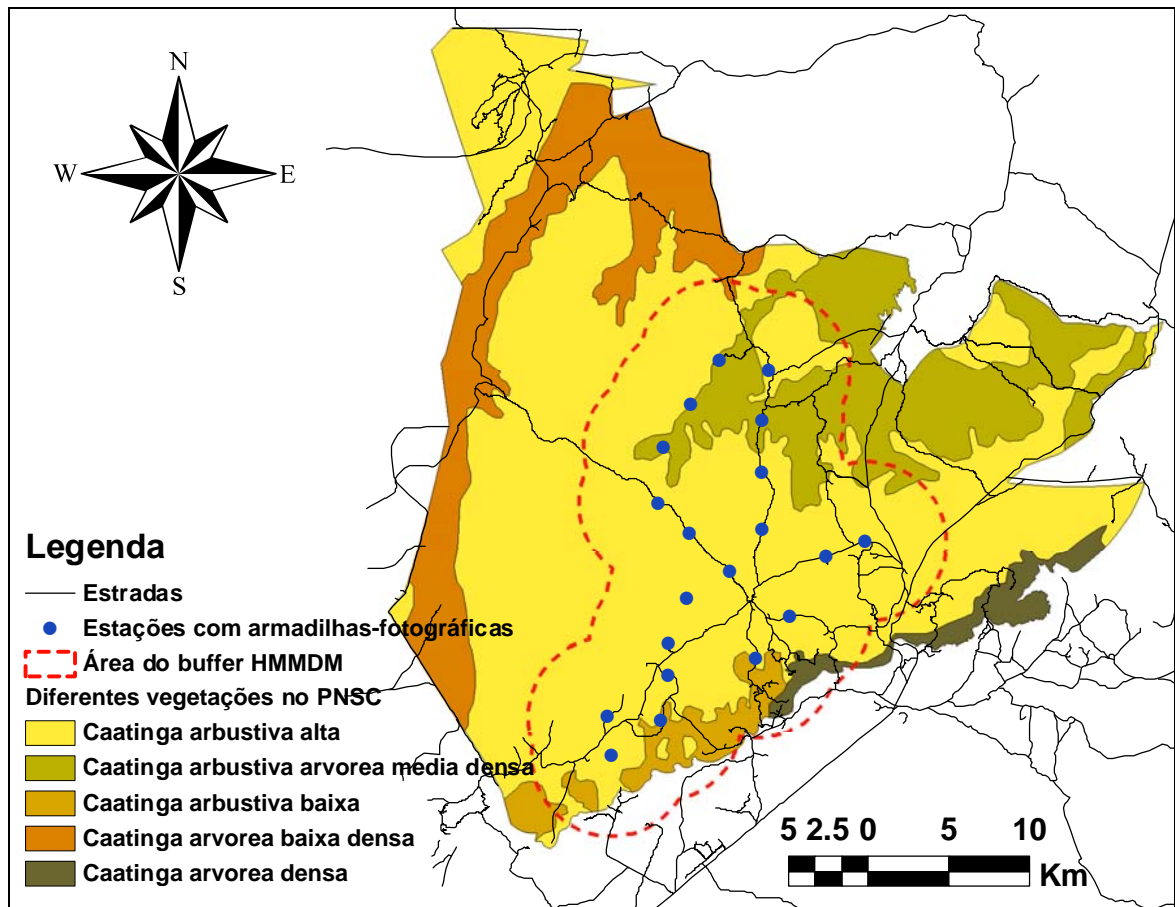 N
W E
S
Legenda
Estradas
Estações com armadilhas-fotográficas
Área do buffer HMMDM
Diferentes vegetações no PNSC
Caatinga arbustiva alta
Caatinga arbustiva arvorea media densa
Caatinga arbustiva baixa
Caatinga arvorea baixa densa
Caatinga arvorea densa
5 2.5 0 5 10
Km